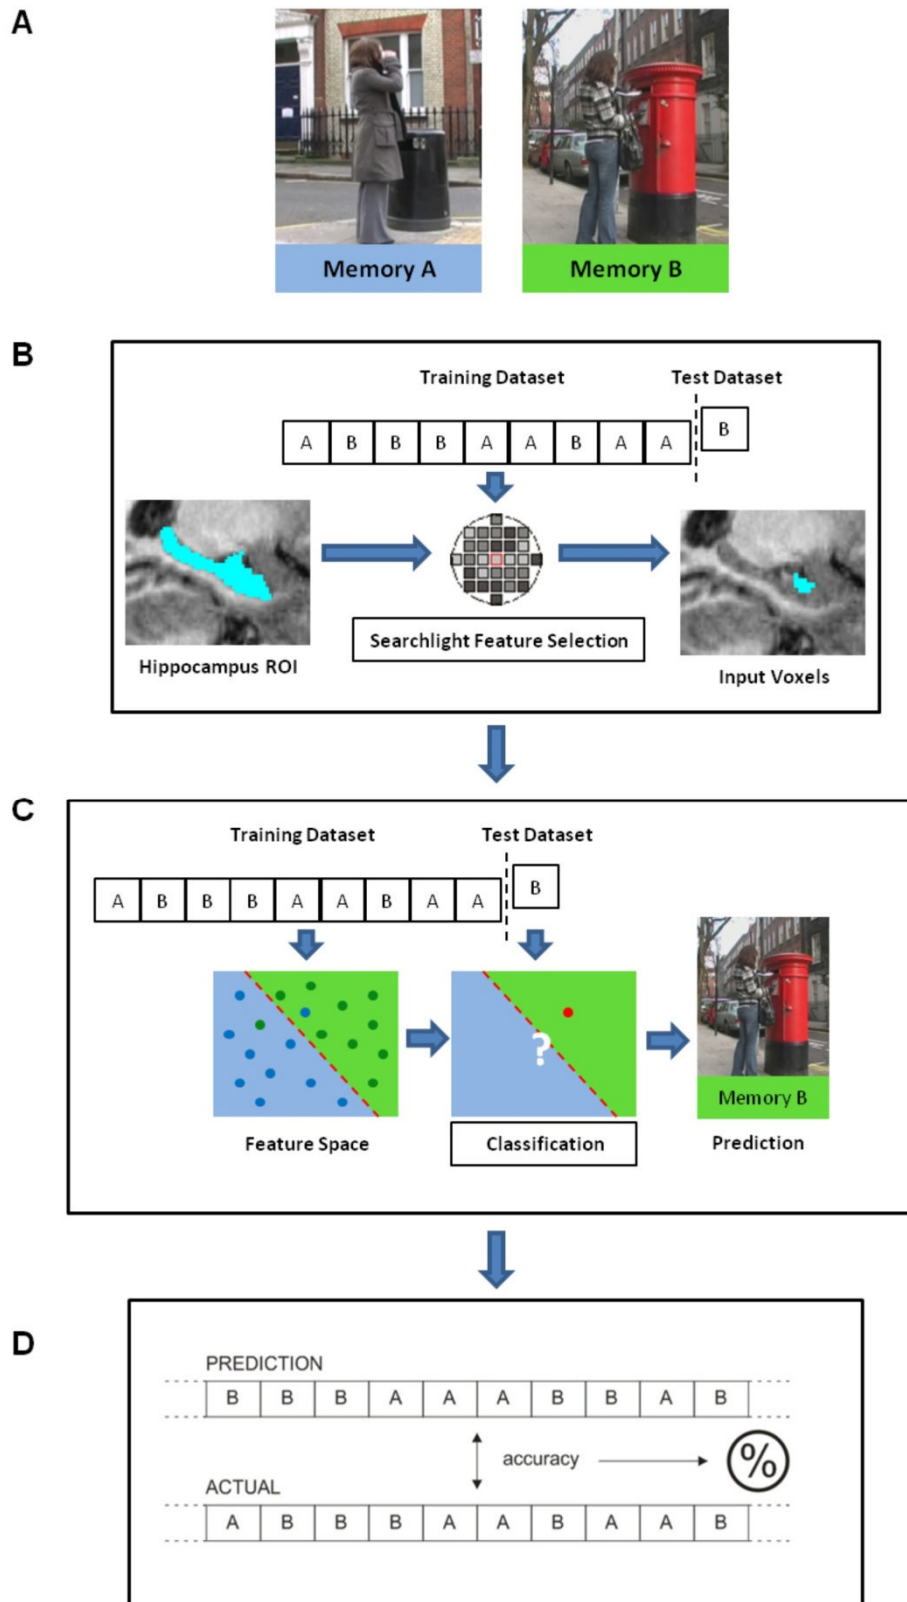 A
Memory A
Memory B
B
Training Dataset
Test Dataset
A B B B A A B A A
B
Searchlight Feature Selection
Hippocampus ROI
Input Voxels
C
Training Dataset
Test Dataset
A B B B A A B A A
B
?
Memory B
Feature Space
Classification
Prediction
D
PREDICTION
B B B A A A B B A B
accuracy
%
ACTUAL
A B B B A A B A A B